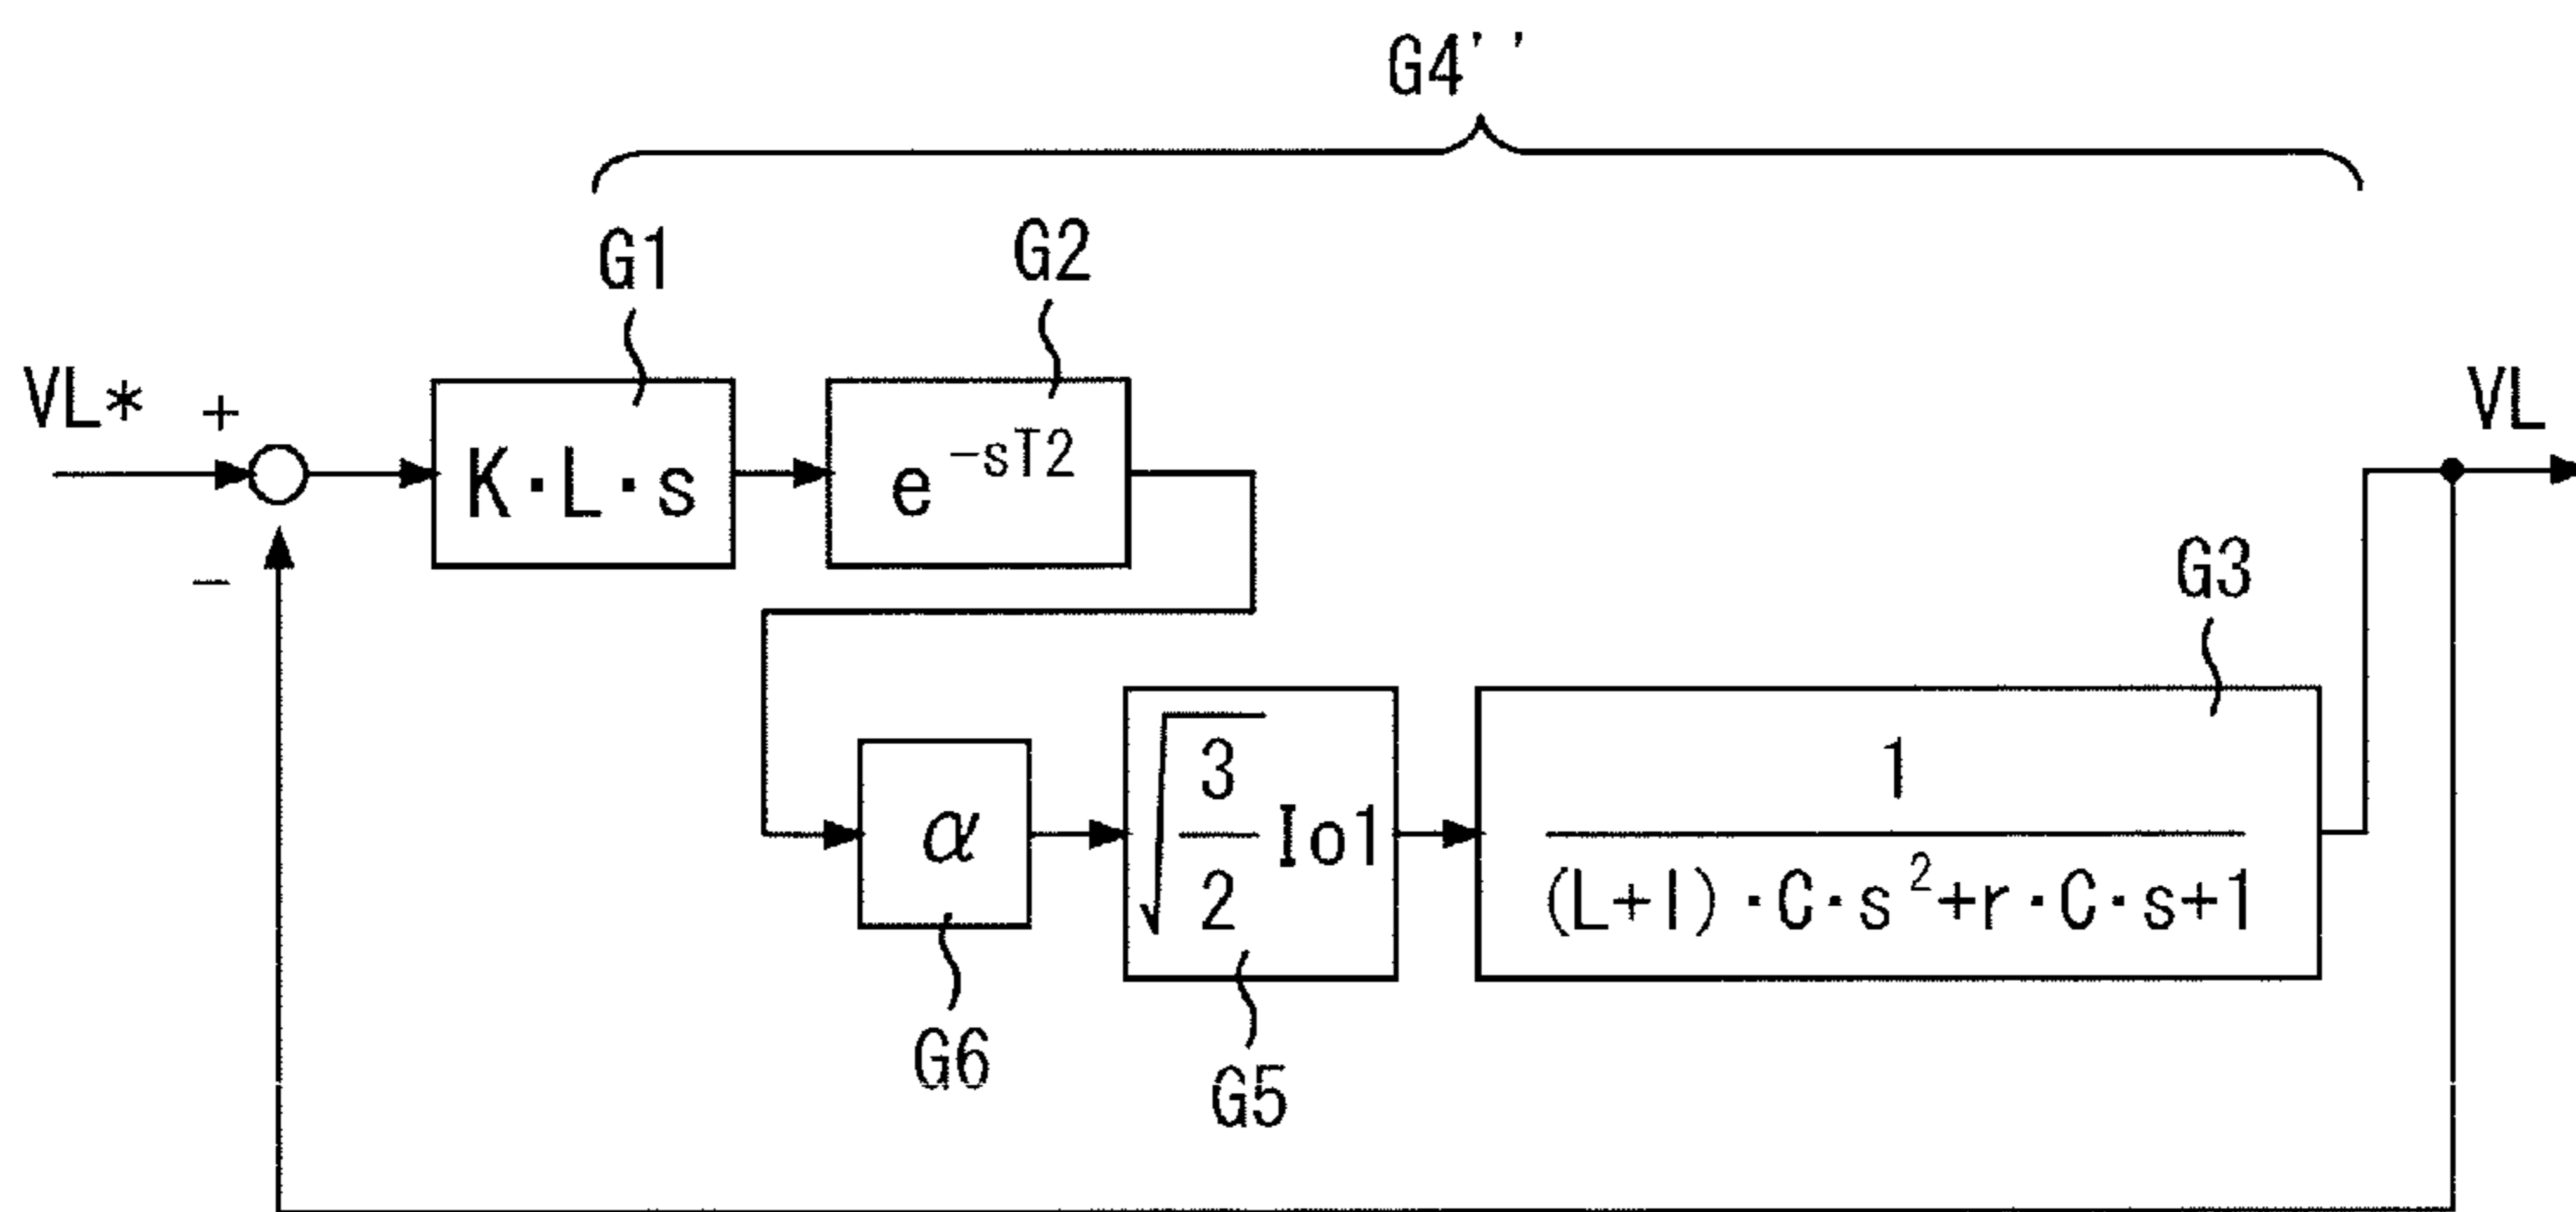 G4''
G1
G2
VL* +
K·L·s
e^{-sT2}
VL
-
G3
α
√(3/2) Io1
1
(L+l)·C·s²+r·C·s+1
G6
G5